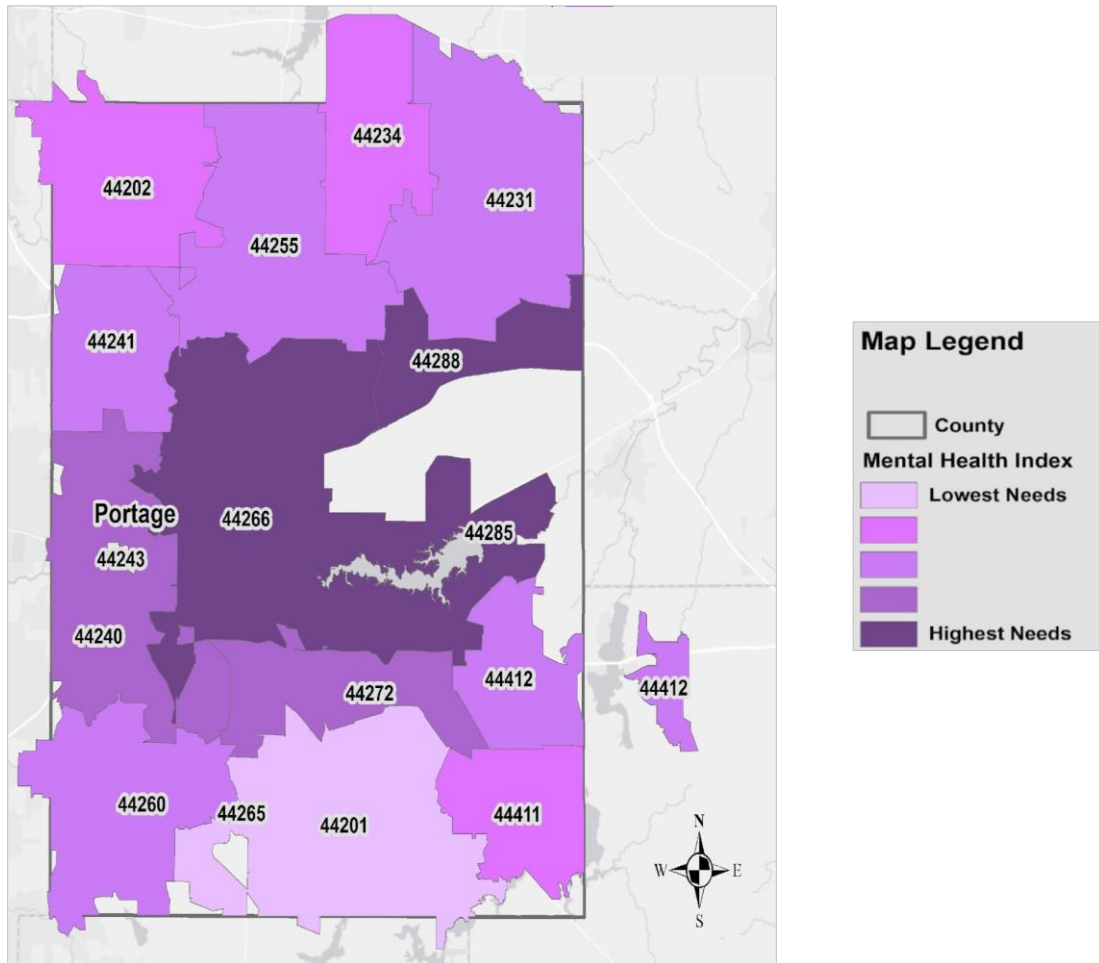 44234
44202
44231
44255
44241
44288
Portage
44266
44285
44243
44240
44272
44412
44412
44260
44265
44201
44411
N
W
E
S
Map Legend
County
Mental Health Index
Lowest Needs
Highest Needs